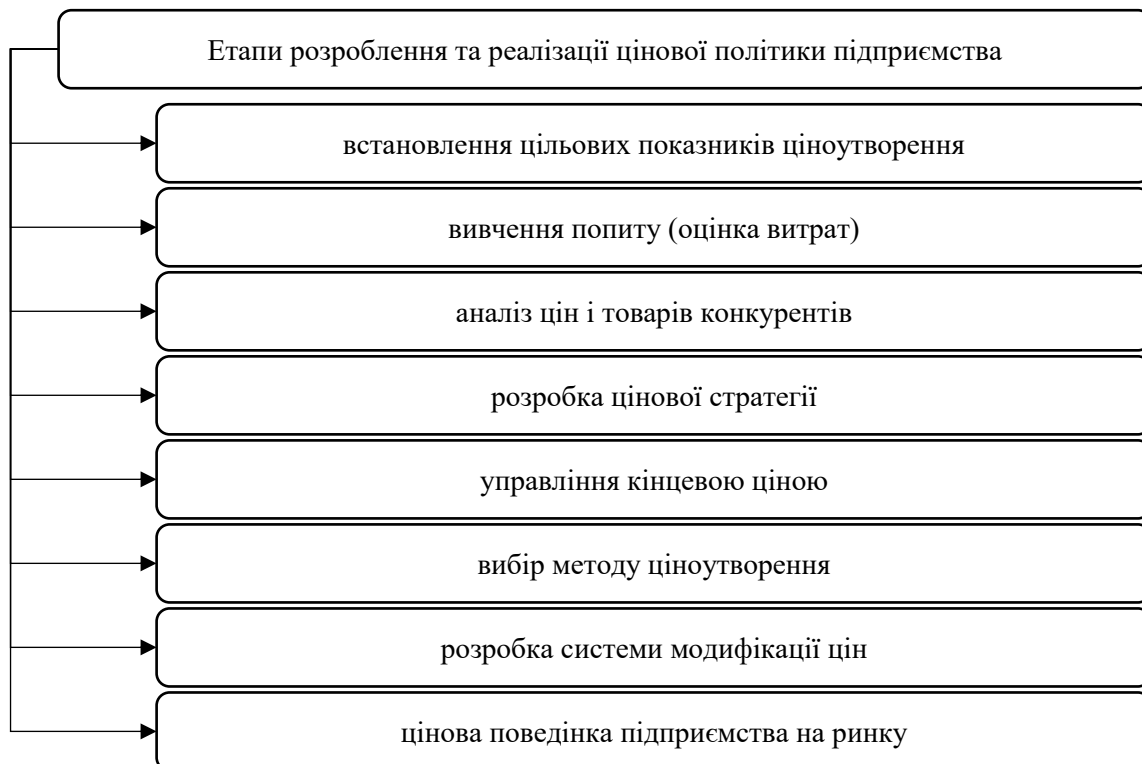 Етапи розроблення та реалізації цінової політики підприємства
встановлення цільових показників ціноутворення
вивчення попиту (оцінка витрат)
аналіз цін і товарів конкурентів
розробка цінової стратегії
управління кінцевою ціною
вибір методу ціноутворення
розробка системи модифікації цін
цінова поведінка підприємства на ринку